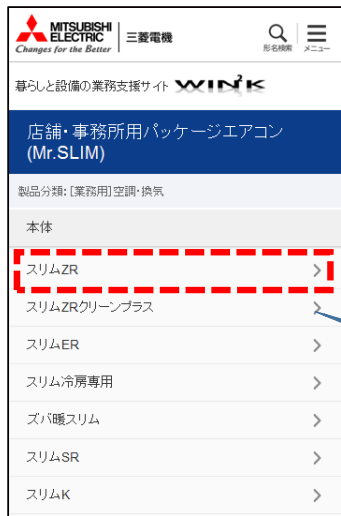 MITSUBISHI
ELECTRIC
Changes for the Better
三菱電機
形名検索
メニュー
暮らしと設備の業務支援サイト WIN²K
店舗・事務所用パッケージエアコン
(Mr.SLIM)
製品分類:[業務用]空調・換気
本体
スリムZR
スリムZRクリーンプラス
スリムER
スリム冷房専用
ズバ暖スリム
スリムSR
スリムK